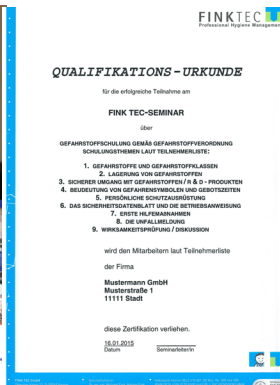 FINKTEC
Professional Hygiene Management
QUALIFIKATIONS-URKUNDE
für die erfolgreiche Teilnahme am
FINK TEC-SEMINAR
über
GEFAHRSTOFFSCHULUNG GEMÄß GEFAHRSTOFFVERORDNUNG
SCHULUNGSTHEMEN LAUT TEILNEHMERLISTE:
1. GEFAHRSTOFFE UND GEFAHRSTOFFKLASSEN
2. LAGERUNG VON GEFAHRSTOFFEN
3. SICHERER UMGANG MIT GEFAHRSTOFFEN / R & D - PRODUKTEN
4. BEUDEUTUNG VON GEFAHRENSYMBOLEN UND GEBOTSZEITEN
5. PERSÖNLICHE SCHUTZAUSRÜSTUNG
6. DAS SICHERHEITSDATENBLATT UND DIE BETRIEBSANWEISUNG
7. ERSTE HILFEMAßNAHMEN
8. DIE UNFALLMELDUNG
9. WIRKSAMKEITSPRÜFUNG / DISKUSSION
wird den Mitarbeitern laut Teilnehmerliste
der Firma
Mustermann GmbH
Musterstraße 1
11111 Stadt
diese Zertifikation verliehen.
16.01.2015
Datum Seminarleiter/in